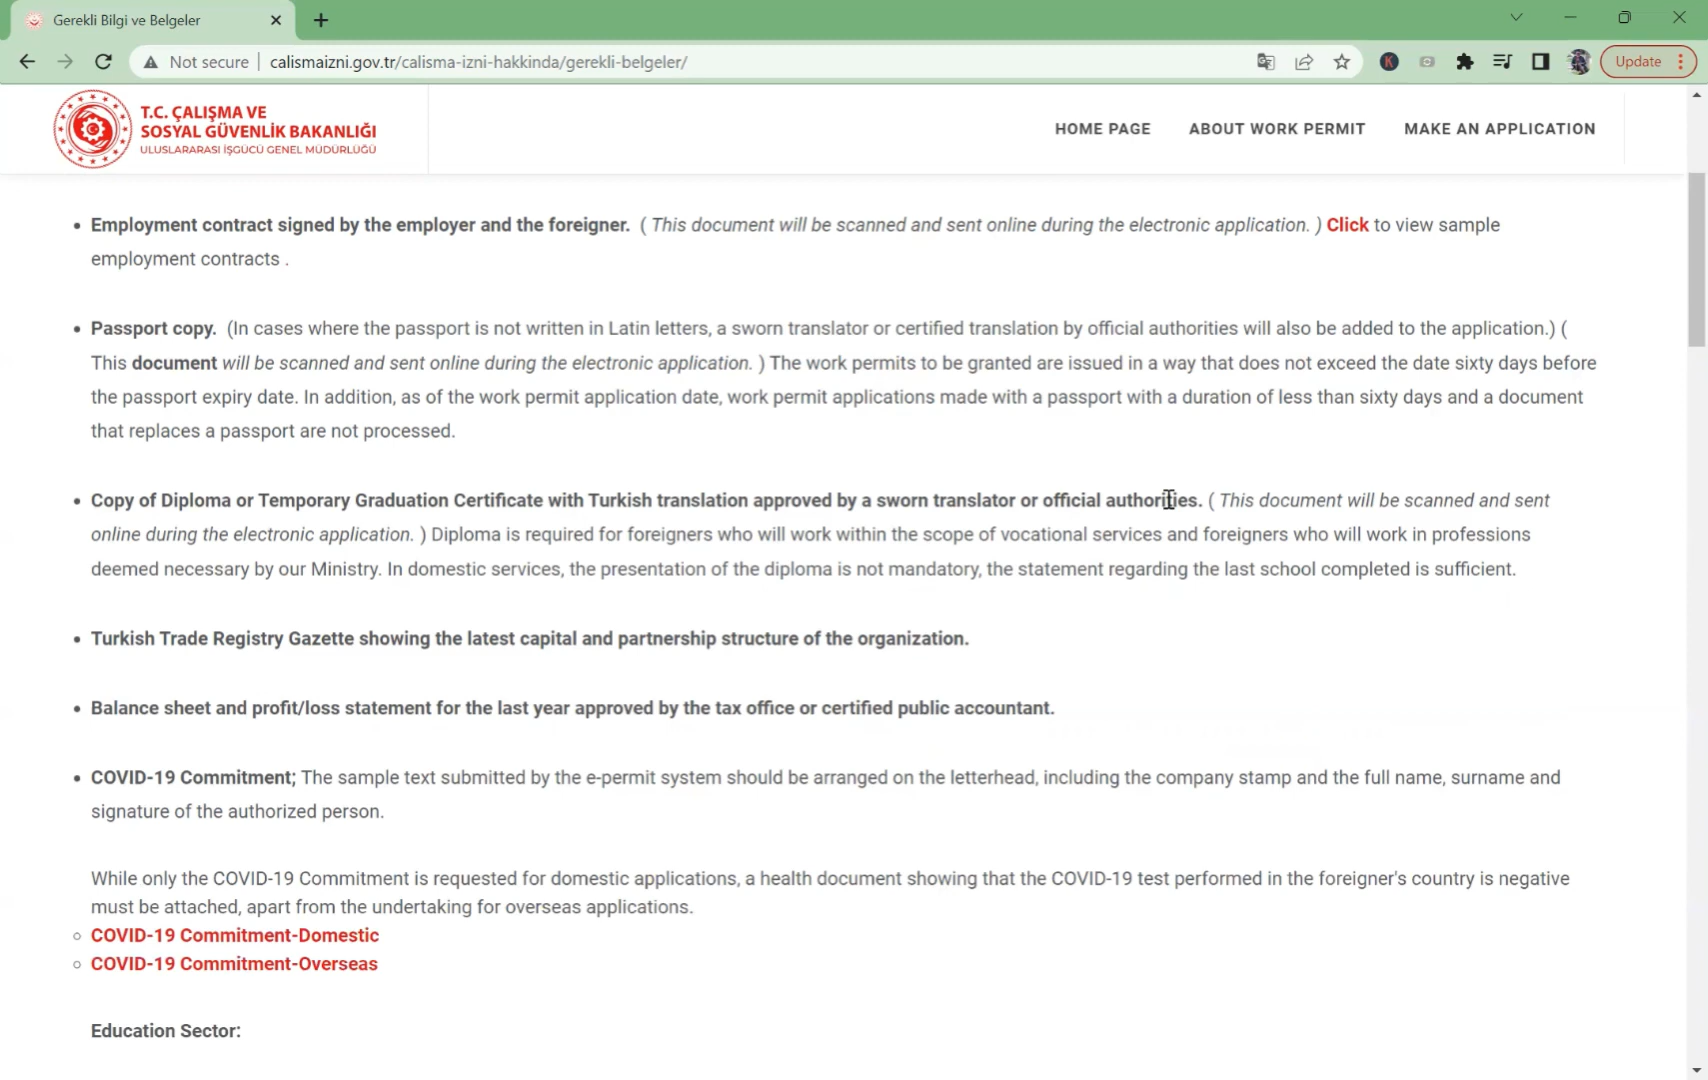 Gerekli Bilgi ve Belgeler
Not secure
calismaizni.gov.tr/calisma-izni-hakkinda/gerekli-belgeler/
K
Update
T.C. ÇALIŞMA VE
SOSYAL GÜVENLİK BAKANLIĞI
ULUSLARARASI İŞGÜCÜ GENEL MÜDÜRLÜĞÜ
HOME PAGE
ABOUT WORK PERMIT
MAKE AN APPLICATION
• Employment contract signed by the employer and the foreigner. ( This document will be scanned and sent online during the electronic application. ) Click to view sample
employment contracts .
• Passport copy. (In cases where the passport is not written in Latin letters, a sworn translator or certified translation by official authorities will also be added to the application.) (
This document will be scanned and sent online during the electronic application. ) The work permits to be granted are issued in a way that does not exceed the date sixty days before
the passport expiry date. In addition, as of the work permit application date, work permit applications made with a passport with a duration of less than sixty days and a document
that replaces a passport are not processed.
• Copy of Diploma or Temporary Graduation Certificate with Turkish translation approved by a sworn translator or official authorities. ( This document will be scanned and sent
online during the electronic application. ) Diploma is required for foreigners who will work within the scope of vocational services and foreigners who will work in professions
deemed necessary by our Ministry. In domestic services, the presentation of the diploma is not mandatory, the statement regarding the last school completed is sufficient.
• Turkish Trade Registry Gazette showing the latest capital and partnership structure of the organization.
• Balance sheet and profit/loss statement for the last year approved by the tax office or certified public accountant.
• COVID-19 Commitment; The sample text submitted by the e-permit system should be arranged on the letterhead, including the company stamp and the full name, surname and
signature of the authorized person.
While only the COVID-19 Commitment is requested for domestic applications, a health document showing that the COVID-19 test performed in the foreigner's country is negative
must be attached, apart from the undertaking for overseas applications.
○ COVID-19 Commitment-Domestic
○ COVID-19 Commitment-Overseas
Education Sector: